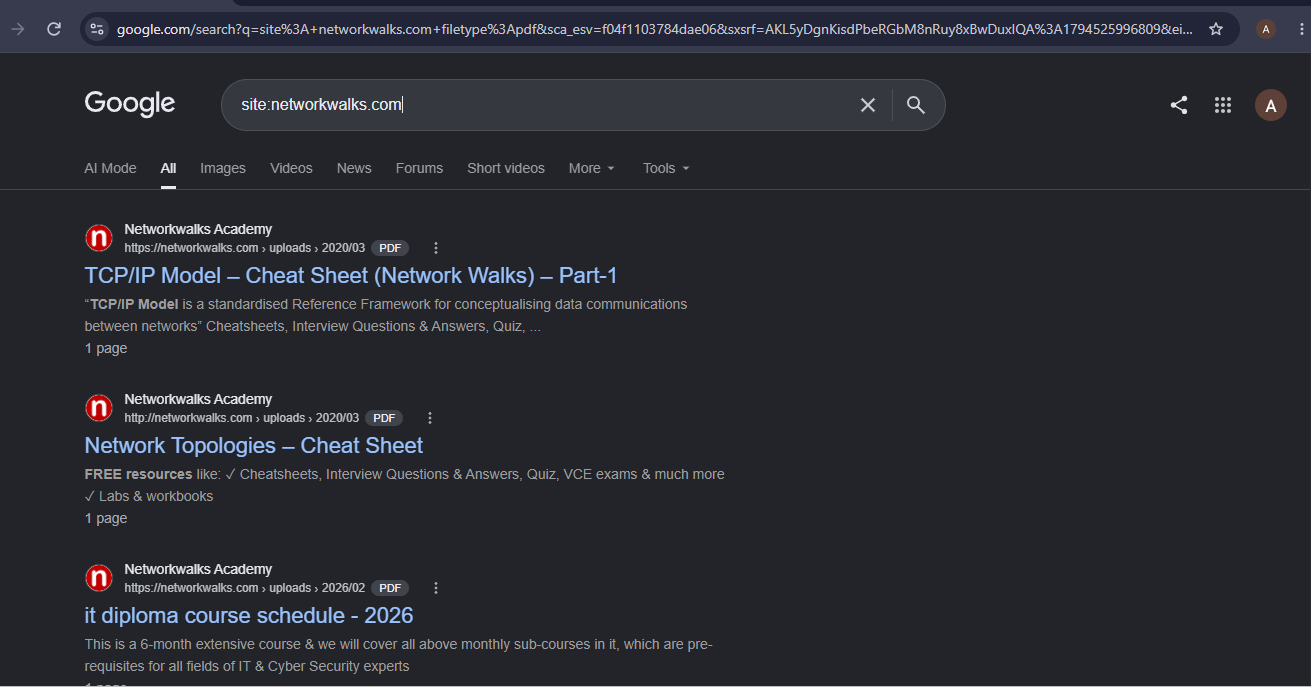 google.com/search?q=site%3A+networkwalks.com+filetype%3Apdf&sca_esv=f04f1103784dae06&sxsrf=AKL5yDgnKisdPbeRGbM8nRuy8xBwDuxIQA%3A1794525996809&ei...
A
Google
site:networkwalks.com
A
AI Mode
All
Images
Videos
News
Forums
Short videos
More
Tools
n
Networkwalks Academy
https://networkwalks.com › uploads › 2020/03 PDF
TCP/IP Model – Cheat Sheet (Network Walks) – Part-1
“TCP/IP Model is a standardised Reference Framework for conceptualising data communications
between networks” Cheatsheets, Interview Questions & Answers, Quiz, ...
1 page
n
Networkwalks Academy
http://networkwalks.com › uploads › 2020/03 PDF
Network Topologies – Cheat Sheet
FREE resources like: ✓ Cheatsheets, Interview Questions & Answers, Quiz, VCE exams & much more
✓ Labs & workbooks
1 page
n
Networkwalks Academy
https://networkwalks.com › uploads › 2026/02 PDF
it diploma course schedule - 2026
This is a 6-month extensive course & we will cover all above monthly sub-courses in it, which are pre-
requisites for all fields of IT & Cyber Security experts